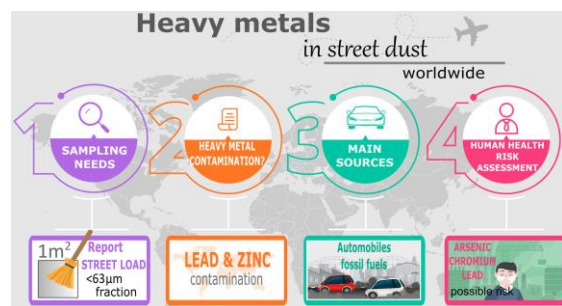 Heavy metals
in street dust
worldwide
1
SAMPLING
NEEDS
2
HEAVY METAL
CONTAMINATION?
3
MAIN
SOURCES
4
HUMAN HEALTH
RISK
ASSESSMENT
1m²
Report
STREET LOAD
<63µm
fraction
LEAD & ZINC
contamination
Automobiles
fossil fuels
ARSENIC
CHROMIUM
LEAD
possible risk